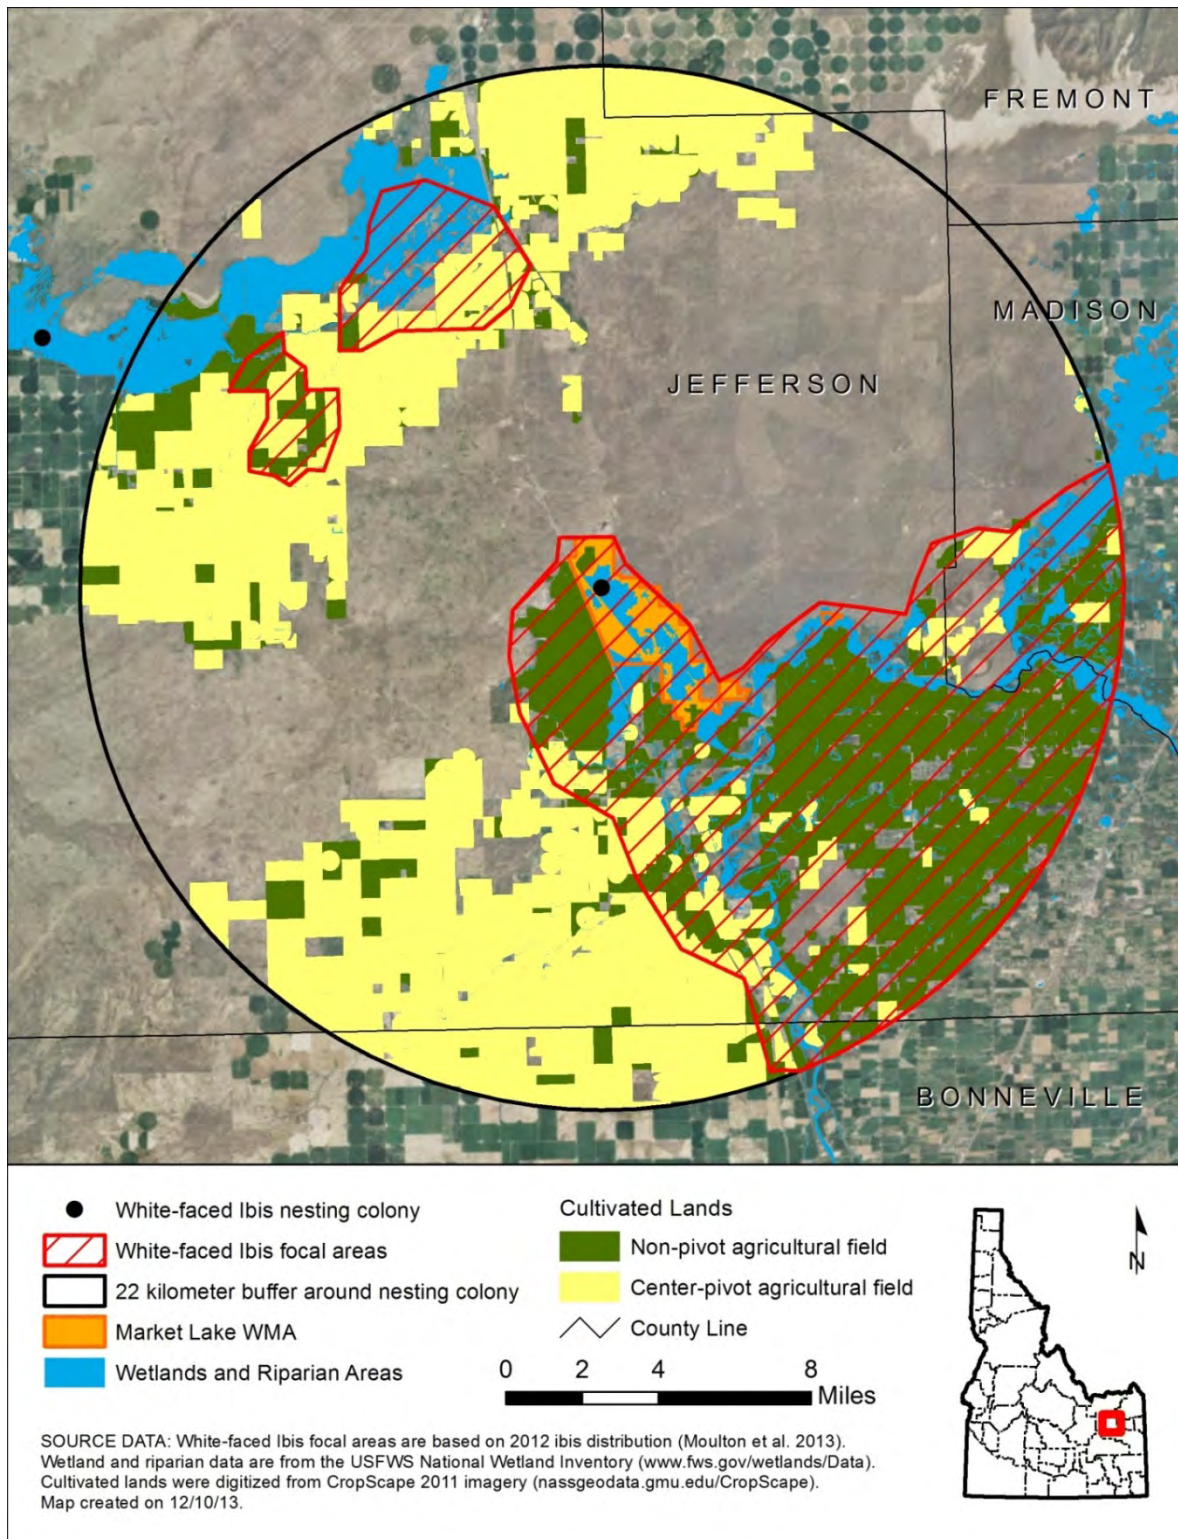 FREMONT
MADISON
JEFFERSON
BONNEVILLE
White-faced Ibis nesting colony
White-faced Ibis focal areas
22 kilometer buffer around nesting colony
Market Lake WMA
Wetlands and Riparian Areas
Cultivated Lands
Non-pivot agricultural field
Center-pivot agricultural field
County Line
0 2 4 8
Miles
N
SOURCE DATA: White-faced Ibis focal areas are based on 2012 ibis distribution (Moulton et al. 2013).
Wetland and riparian data are from the USFWS National Wetland Inventory (www.fws.gov/wetlands/Data).
Cultivated lands were digitized from CropScape 2011 imagery (nassgeodata.gmu.edu/CropScape).
Map created on 12/10/13.